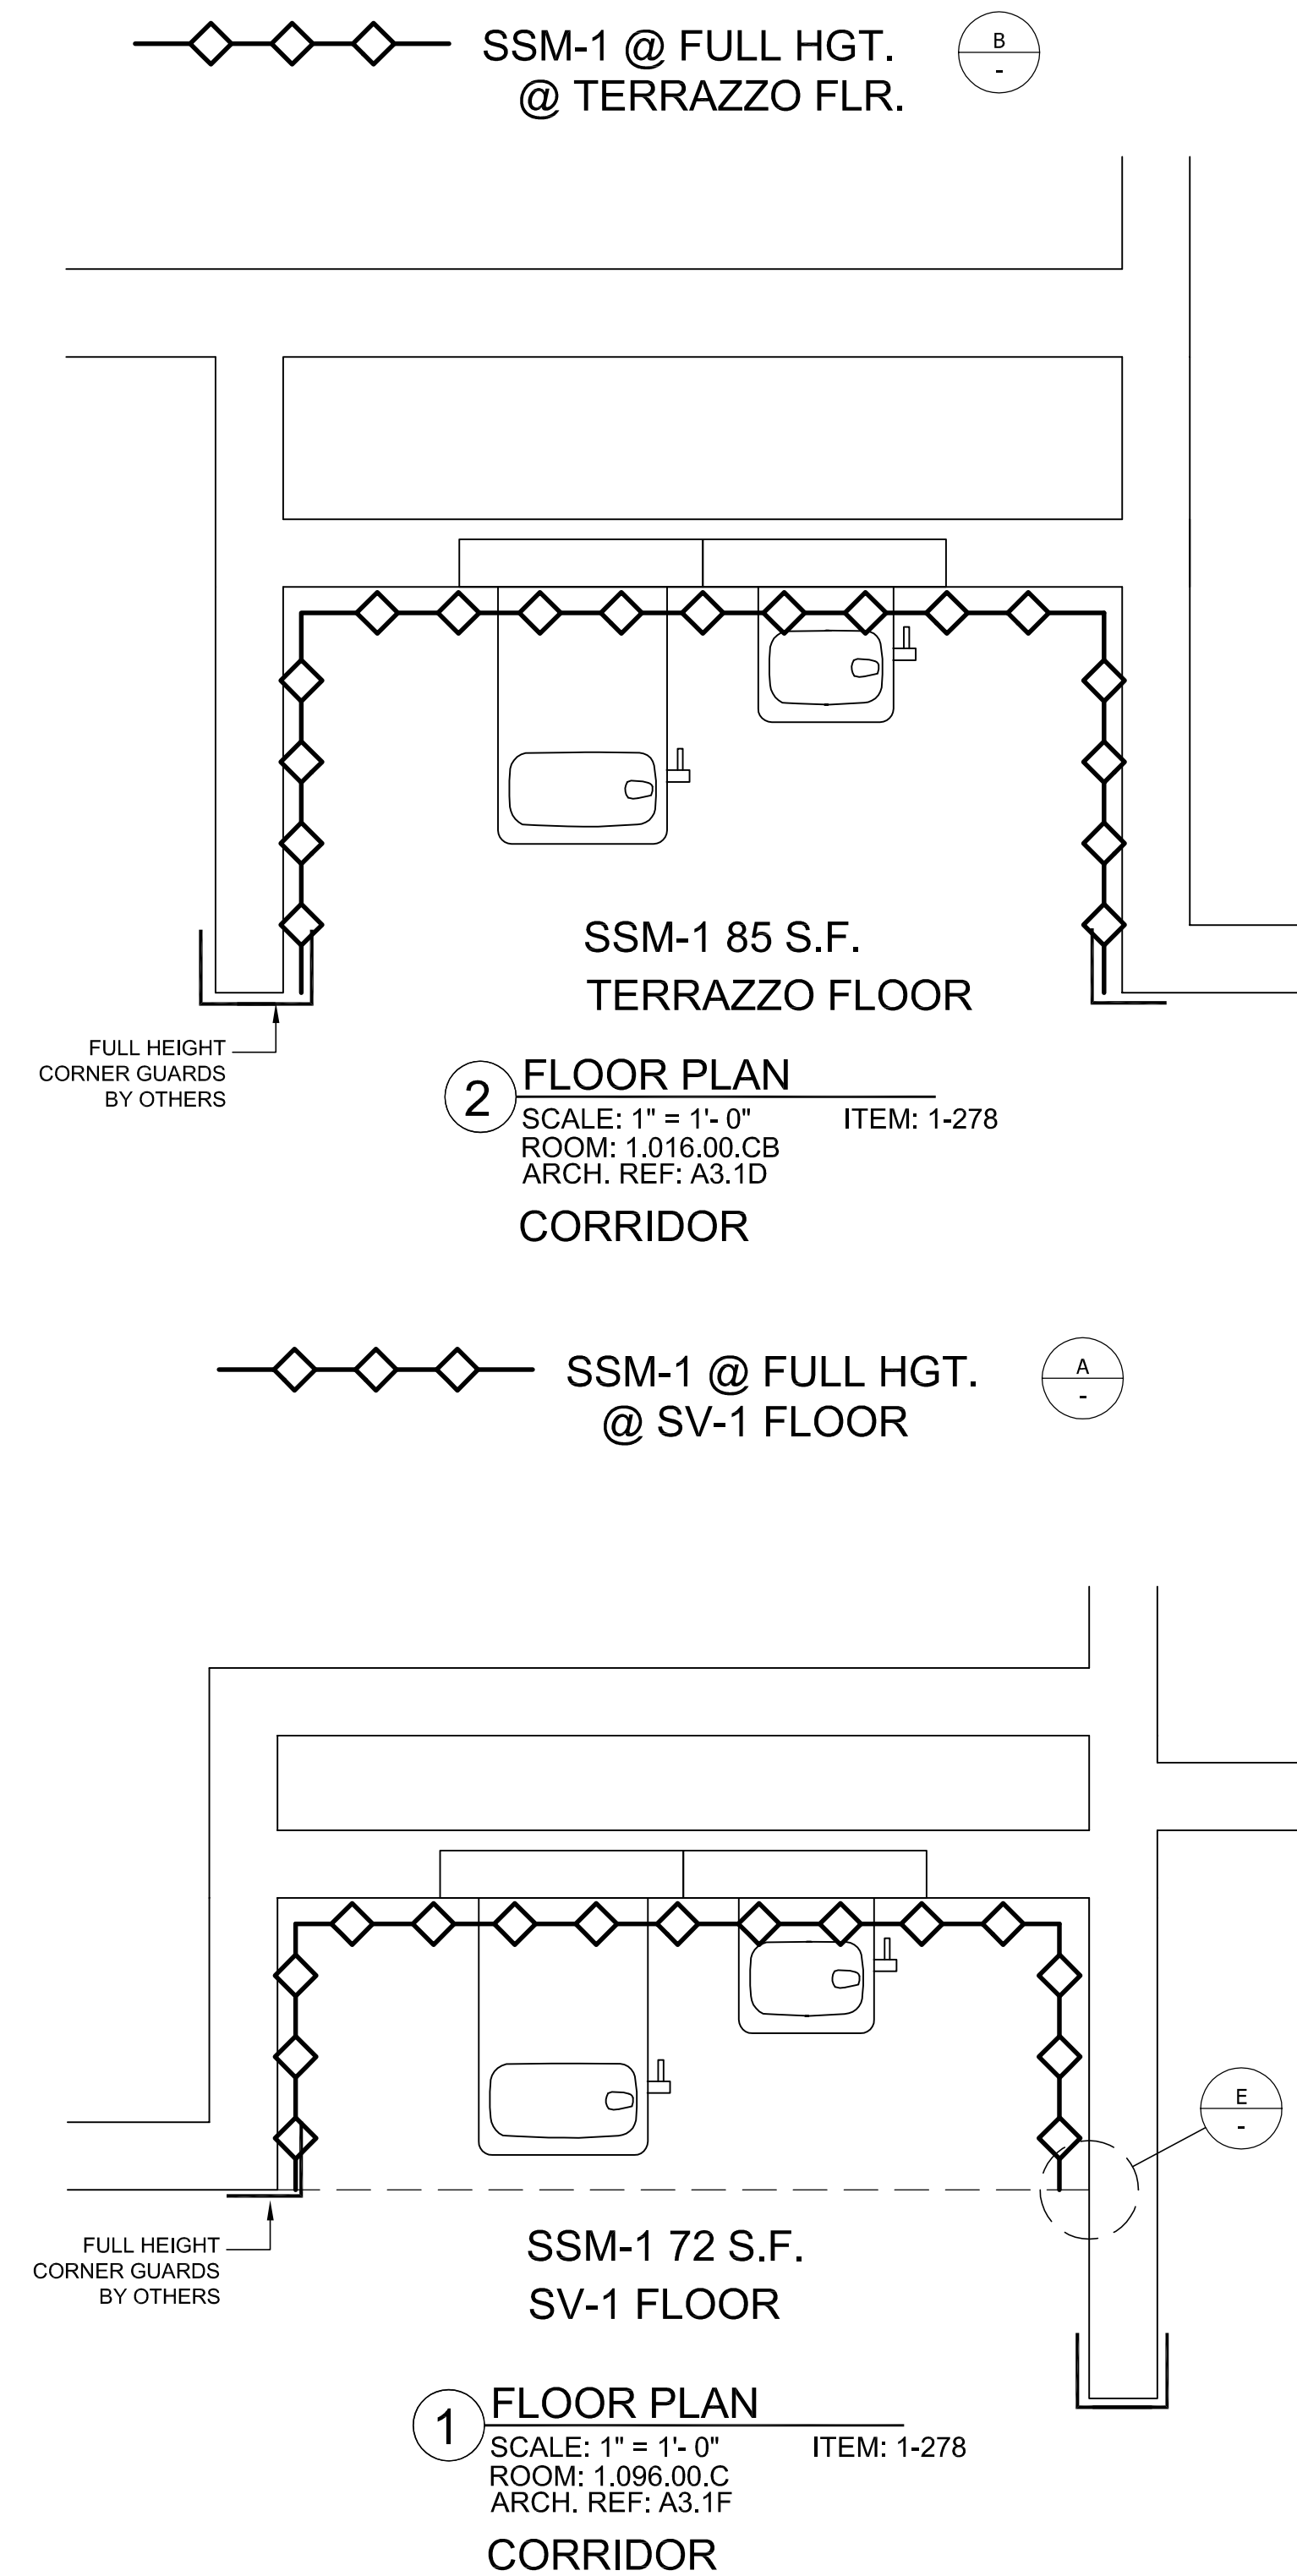 SSM-1 @ FULL HGT.
@ TERRAZZO FLR.
B
-
SSM-1 85 S.F.
TERRAZZO FLOOR
FULL HEIGHT
CORNER GUARDS
BY OTHERS
2
FLOOR PLAN
SCALE: 1" = 1'- 0" ITEM: 1-278
ROOM: 1.016.00.CB
ARCH. REF: A3.1D
CORRIDOR
SSM-1 @ FULL HGT.
@ SV-1 FLOOR
A
-
E
-
SSM-1 72 S.F.
SV-1 FLOOR
FULL HEIGHT
CORNER GUARDS
BY OTHERS
1
FLOOR PLAN
SCALE: 1" = 1'- 0" ITEM: 1-278
ROOM: 1.096.00.C
ARCH. REF: A3.1F
CORRIDOR